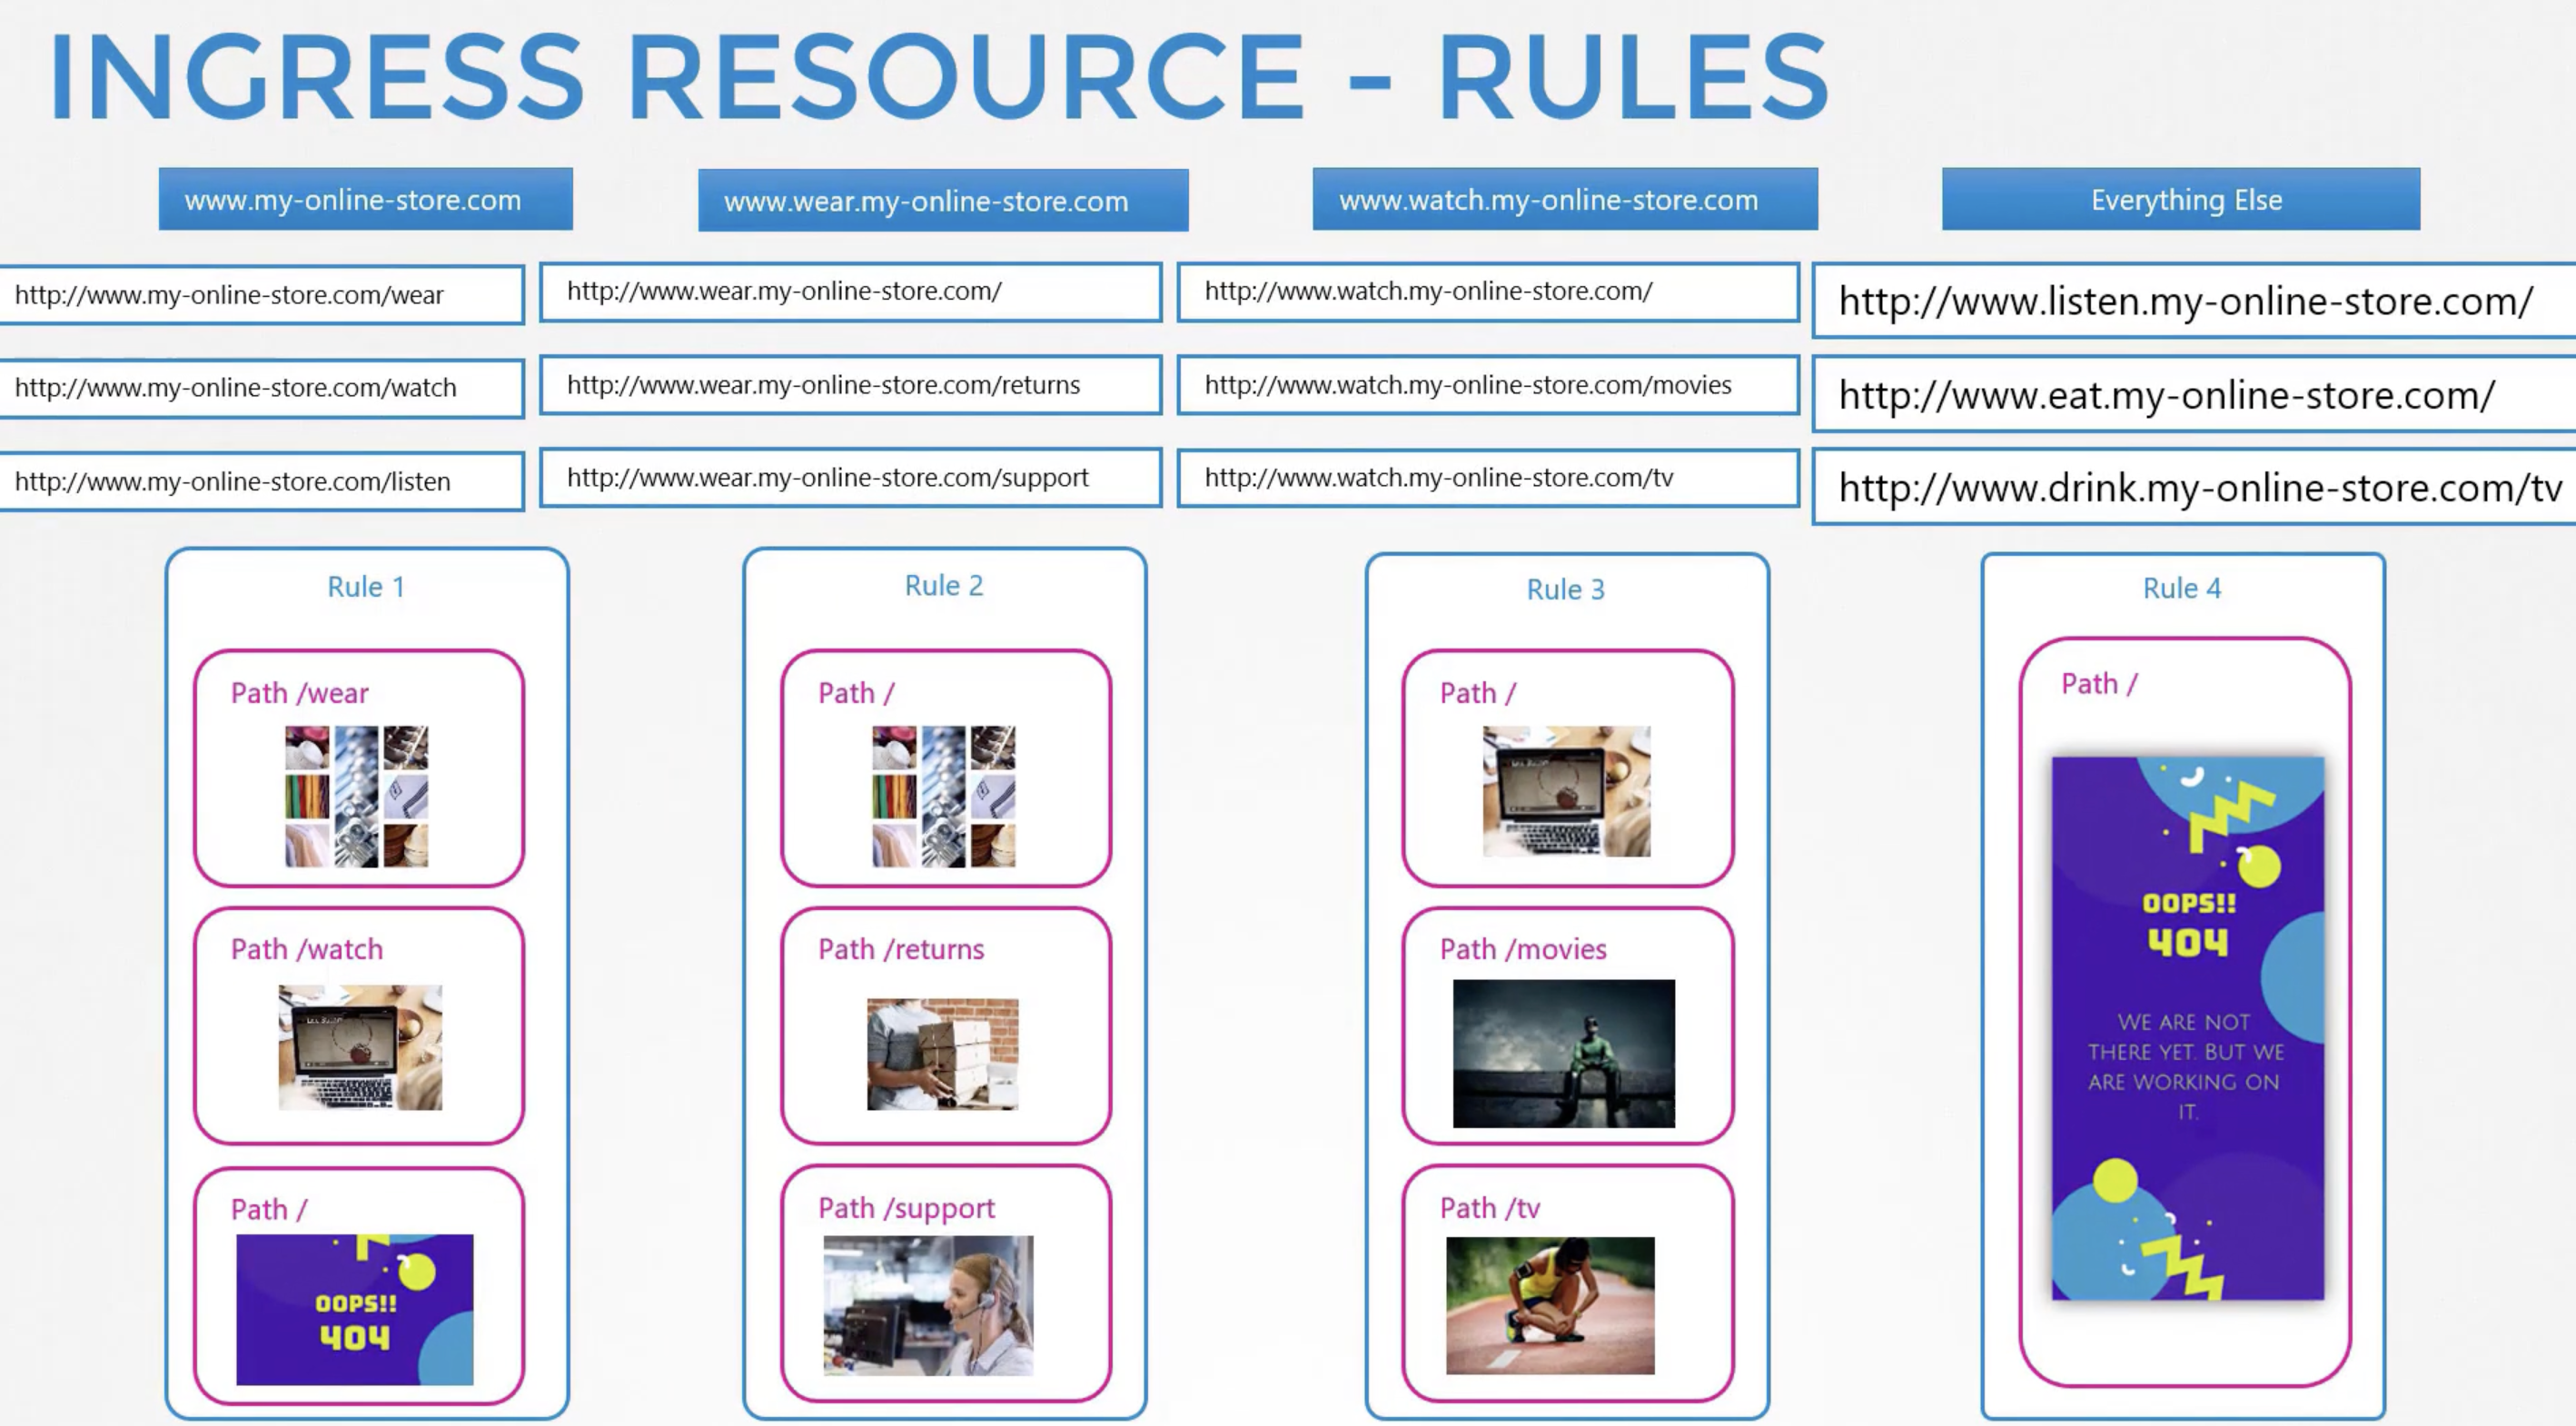 INGRESS RESOURCE - RULES
www.my-online-store.com
www.wear.my-online-store.com
www.watch.my-online-store.com
Everything Else
http://www.my-online-store.com/wear
http://www.wear.my-online-store.com/
http://www.watch.my-online-store.com/
http://www.listen.my-online-store.com/
http://www.my-online-store.com/watch
http://www.wear.my-online-store.com/returns
http://www.watch.my-online-store.com/movies
http://www.eat.my-online-store.com/
http://www.my-online-store.com/listen
http://www.wear.my-online-store.com/support
http://www.watch.my-online-store.com/tv
http://www.drink.my-online-store.com/tv
Rule 1
Path /wear
Path /watch
Path /
OOPS!!
404
Rule 2
Path /
Path /returns
Path /support
Rule 3
Path /
Path /movies
Path /tv
Rule 4
Path /
OOPS!!
404
WE ARE NOT
THERE YET. BUT WE
ARE WORKING ON
IT.